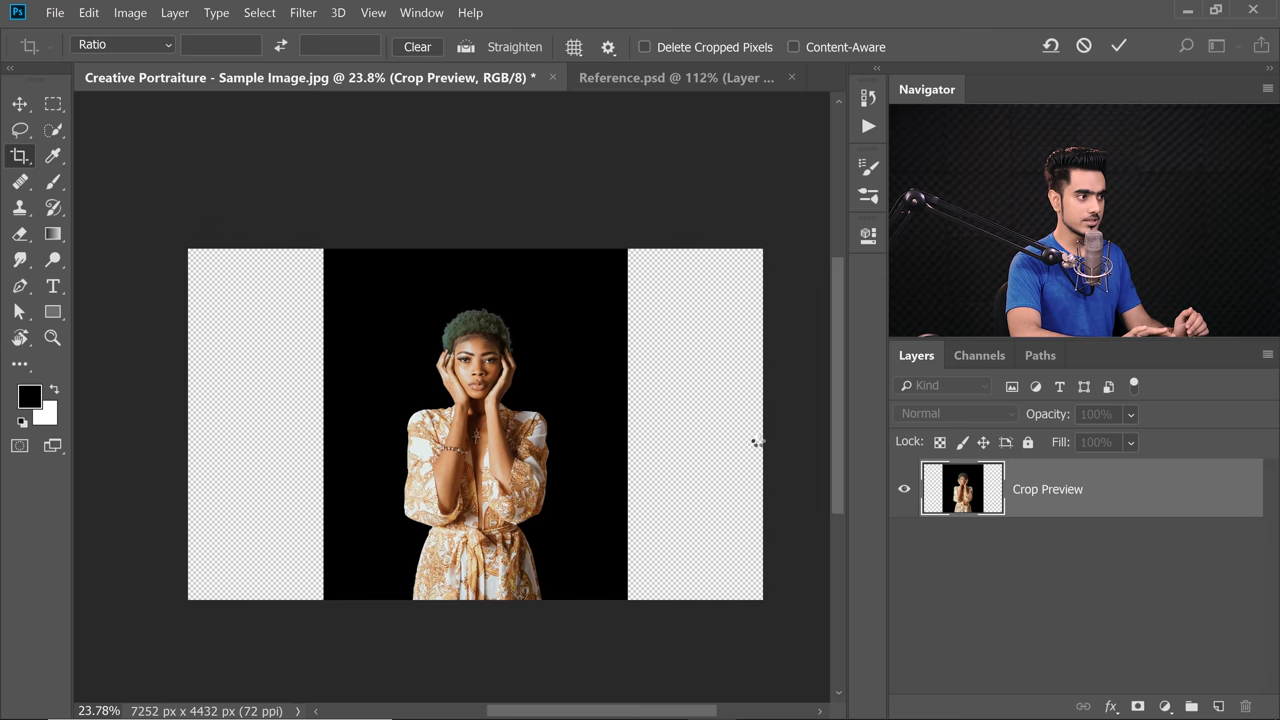 Ps File Edit Image Layer Type Select Filter 3D View Window Help
Ratio Clear Straighten Delete Cropped Pixels Content-Aware
Creative Portraiture - Sample Image.jpg @ 23.8% (Crop Preview, RGB/8) * × Reference.psd @ 112% (Layer ... ×
Navigator
Layers Channels Paths
Kind
Normal Opacity: 100%
Lock: Fill: 100%
Crop Preview
fx
23.78% 7252 px x 4432 px (72 ppi)